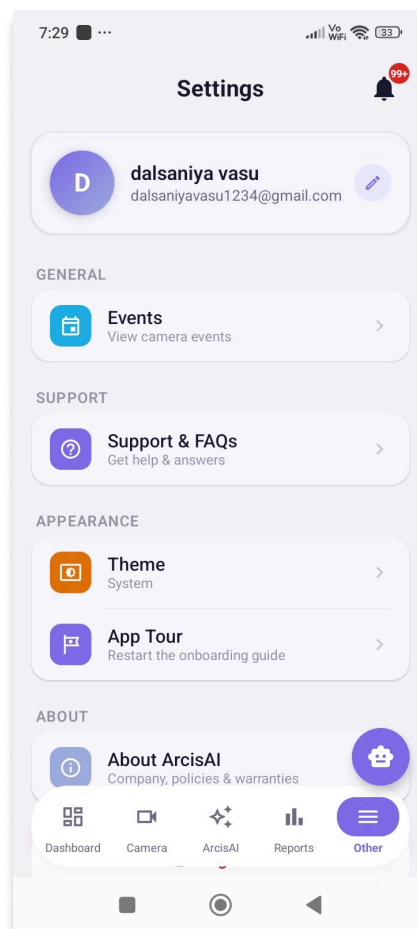 7:29
Vo
WiFi
33
Settings
99+
D
dalsaniya vasu
dalsaniyavasu1234@gmail.com
GENERAL
Events
View camera events
SUPPORT
Support & FAQs
Get help & answers
APPEARANCE
Theme
System
App Tour
Restart the onboarding guide
ABOUT
About ArcisAI
Company, policies & warranties
Dashboard
Camera
ArcisAI
Reports
Other